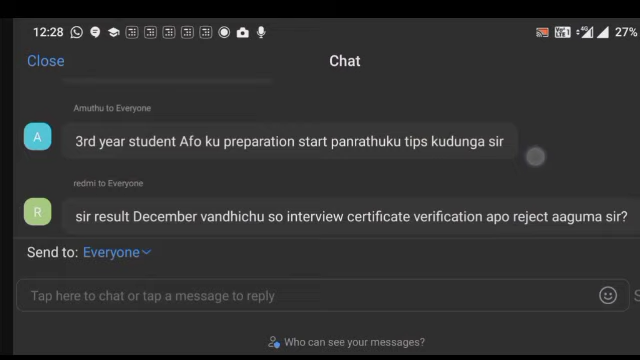 12:28 4G 27%
Close
Chat
Amuthu to Everyone
A
3rd year student Afo ku preparation start panrathuku tips kudunga sir
redmi to Everyone
R
sir result December vandhichu so interview certificate verification apo reject aaguma sir?
Send to: Everyone
Tap here to chat or tap a message to reply
Who can see your messages?